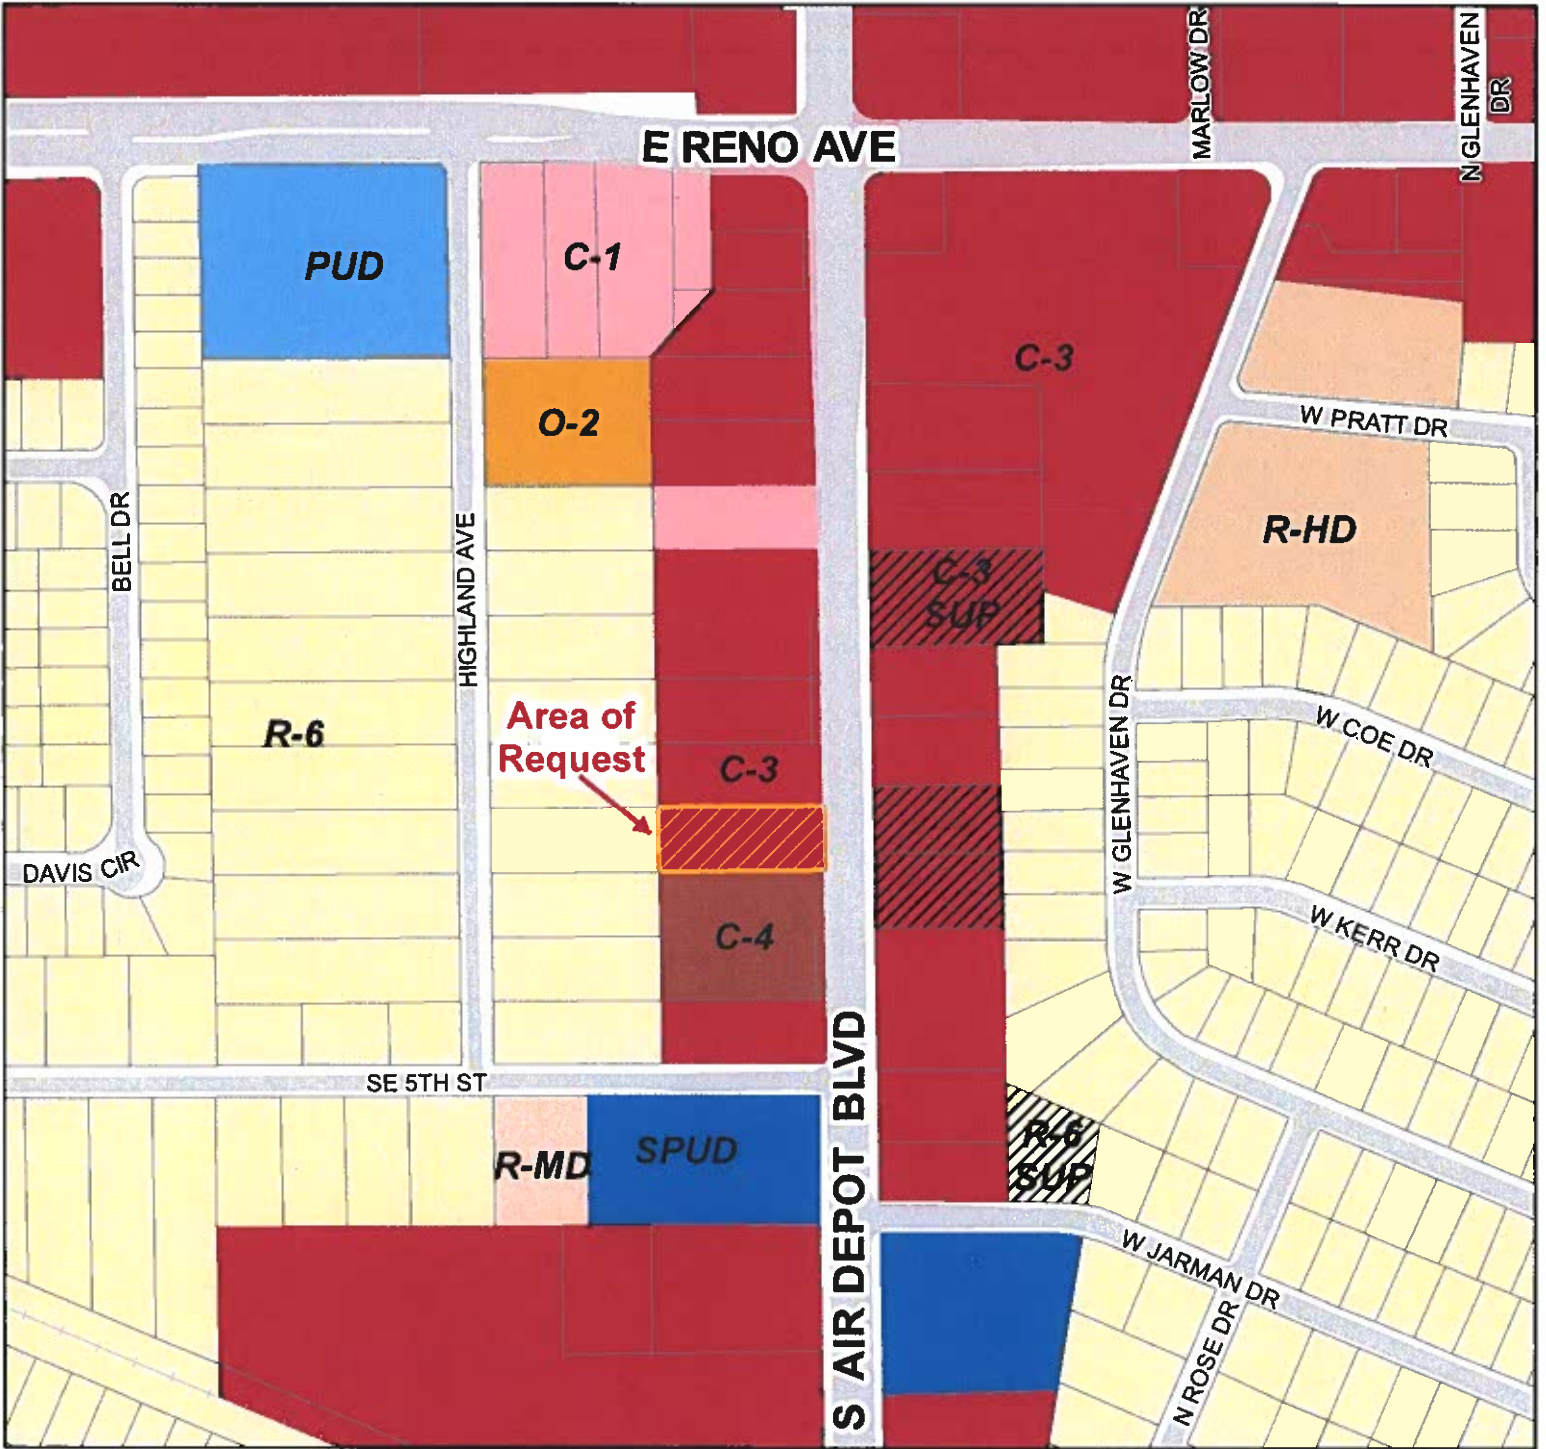 MARLOW DR
N GLENHAVEN
DR
E RENO AVE
PUD
C-1
C-3
O-2
W PRATT DR
R-HD
BELL DR
HIGHLAND AVE
C-3
SUP
Area of
Request
R-6
C-3
W GLENHAVEN DR
W COE DR
DAVIS CIR
C-4
W KERR DR
SE 5TH ST
R-MD
SPUD
S AIR DEPOT BLVD
R-6
SUP
W JARMAN DR
N ROSE DR